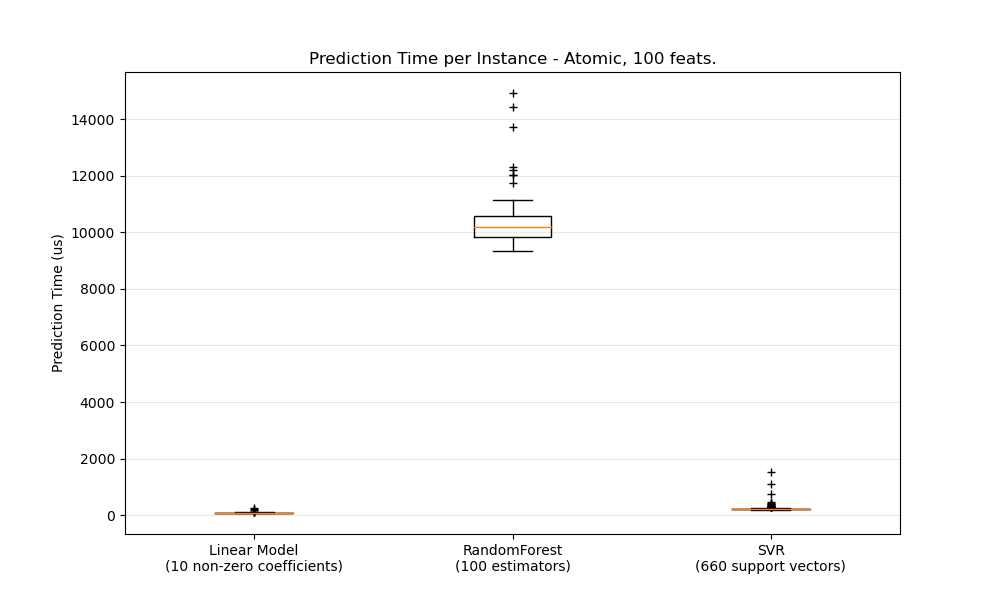 Prediction Time per Instance - Atomic, 100 feats.
Prediction Time (us)
14000
12000
10000
8000
6000
4000
2000
0
Linear Model
(10 non-zero coefficients)
RandomForest
(100 estimators)
SVR
(660 support vectors)